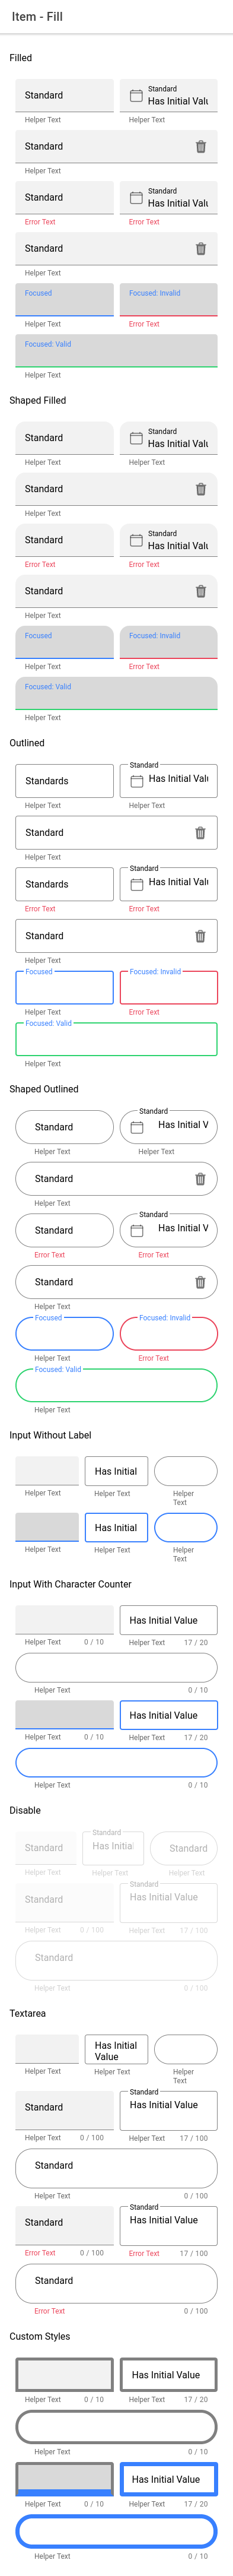 Item - Fill
Filled
Standard
Standard
Has Initial Valu
Helper Text
Helper Text
Standard
Helper Text
Standard
Standard
Has Initial Valu
Error Text
Error Text
Standard
Helper Text
Focused
Focused: Invalid
Helper Text
Error Text
Focused: Valid
Helper Text
Shaped Filled
Standard
Standard
Has Initial Valu
Helper Text
Helper Text
Standard
Helper Text
Standard
Standard
Has Initial Valu
Error Text
Error Text
Standard
Helper Text
Focused
Focused: Invalid
Helper Text
Error Text
Focused: Valid
Helper Text
Outlined
Standards
Standard
Has Initial Valu
Helper Text
Helper Text
Standard
Helper Text
Standards
Standard
Has Initial Valu
Error Text
Error Text
Standard
Helper Text
Focused
Focused: Invalid
Helper Text
Error Text
Focused: Valid
Helper Text
Shaped Outlined
Standard
Standard
Has Initial V
Helper Text
Helper Text
Standard
Helper Text
Standard
Standard
Has Initial V
Error Text
Error Text
Standard
Helper Text
Focused
Focused: Invalid
Helper Text
Error Text
Focused: Valid
Helper Text
Input Without Label
Has Initial
Helper Text
Helper Text
Helper
Text
Has Initial
Helper Text
Helper Text
Helper
Text
Input With Character Counter
Has Initial Value
Helper Text 0 / 10
Helper Text 17 / 20
Helper Text 0 / 10
Has Initial Value
Helper Text 0 / 10
Helper Text 17 / 20
Helper Text 0 / 10
Disable
Standard
Standard
Has Initial
Standard
Helper Text
Helper Text
Helper Text
Standard
Standard
Has Initial Value
Helper Text 0 / 100
Helper Text 17 / 100
Standard
Helper Text 0 / 100
Textarea
Has Initial
Value
Helper Text
Helper Text
Helper
Text
Standard
Standard
Has Initial Value
Helper Text 0 / 100
Helper Text 17 / 100
Standard
Helper Text 0 / 100
Standard
Standard
Has Initial Value
Error Text 0 / 100
Error Text 17 / 100
Standard
Error Text 0 / 100
Custom Styles
Has Initial Value
Helper Text 0 / 10
Helper Text 17 / 20
Helper Text 0 / 10
Has Initial Value
Helper Text 0 / 10
Helper Text 17 / 20
Helper Text 0 / 10